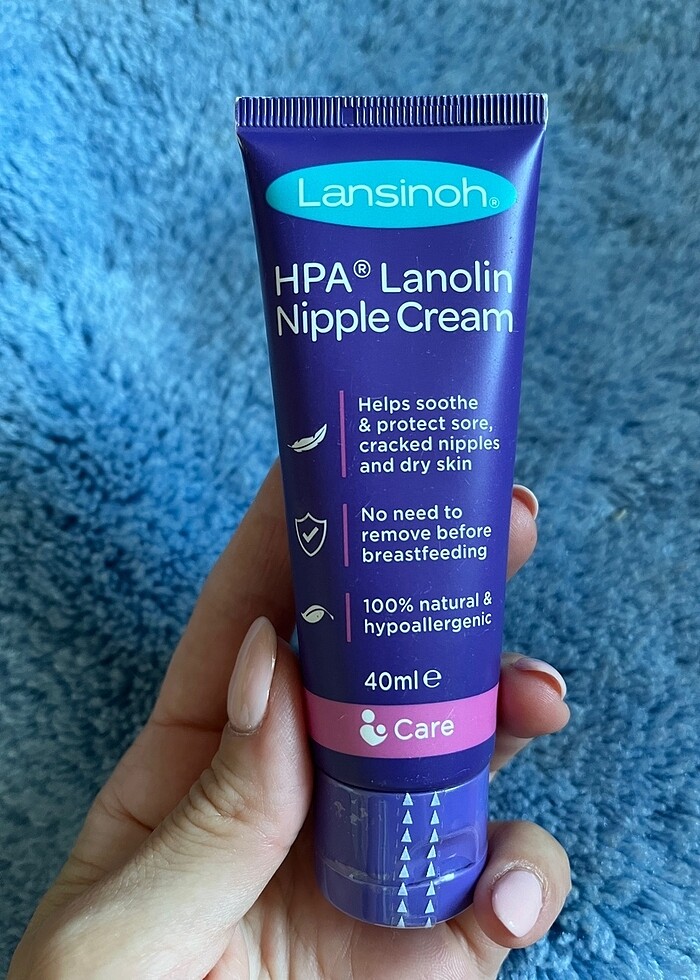 Lansinoh®
HPA® Lanolin
Nipple Cream
Helps soothe
& protect sore,
cracked nipples
and dry skin
No need to
remove before
breastfeeding
100% natural &
hypoallergenic
40ml℮
Care